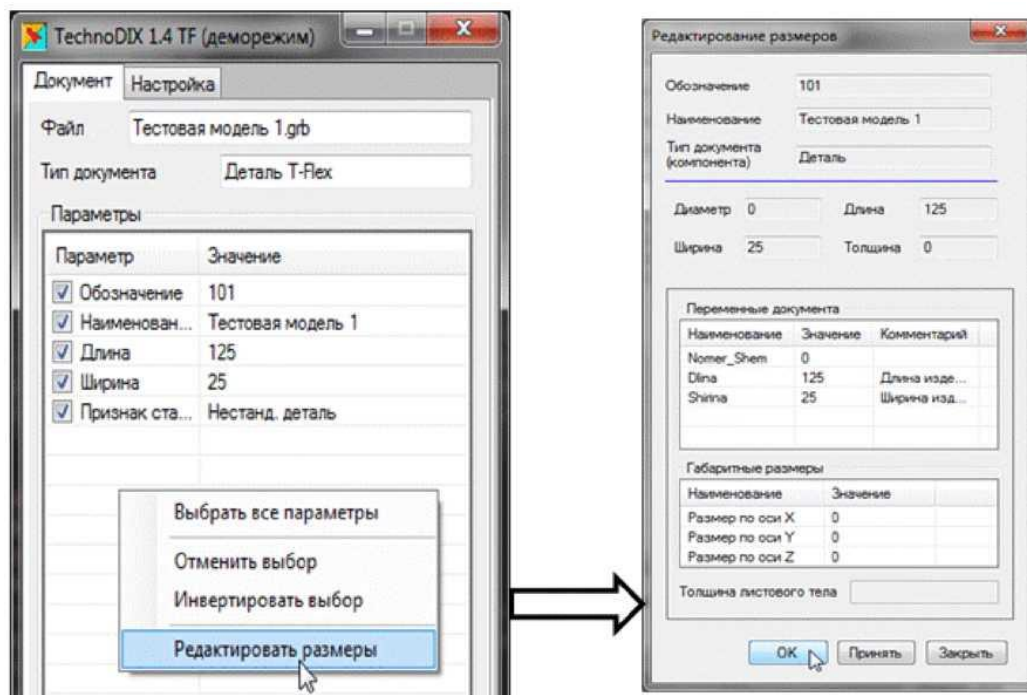 TechnoDIX 1.4 TF (деморежим)
Документ Настройка
Файл Тестовая модель 1.grb
Тип документа Деталь T-Flex
Параметры
Параметр Значение
Обозначение 101
Наименован... Тестовая модель 1
Длина 125
Ширина 25
Признак ста... Нестанд. деталь
Выбрать все параметры
Отменить выбор
Инвертировать выбор
Редактировать размеры
Редактирование размеров
Обозначение 101
Наименование Тестовая модель 1
Тип документа
(компонента) Деталь
Диаметр 0 Длина 125
Ширина 25 Толщина 0
Переменные документа
Наименование Значение Комментарий
Nomer_Shem 0
Dlina 125 Длина изде...
Shirina 25 Ширина изд...
Габаритные размеры
Наименование Значение
Размер по оси X 0
Размер по оси Y 0
Размер по оси Z 0
Толщина листового тела
OK Принять Закрыть